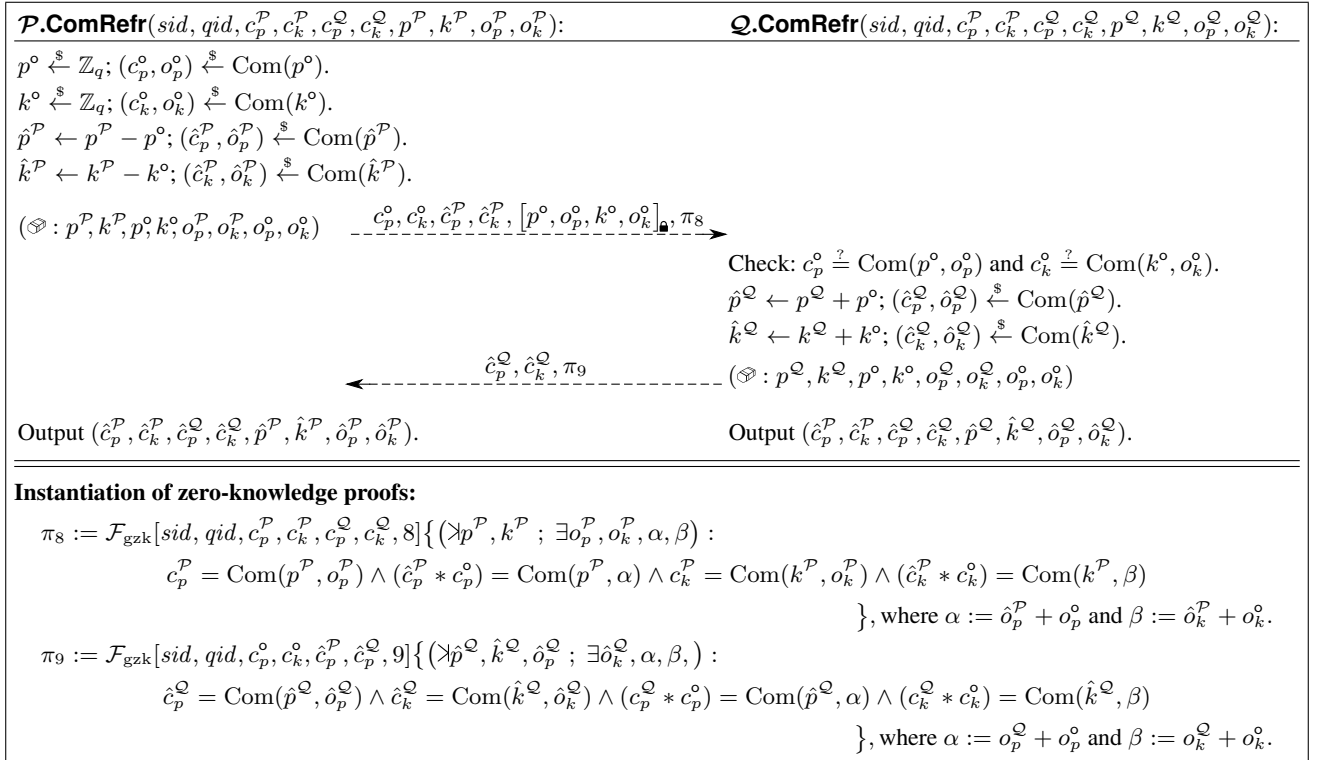 𝒫.ComRefr(sid, qid, c_p^𝒫, c_k^𝒫, c_p^𝒬, c_k^𝒬, p^𝒫, k^𝒫, o_p^𝒫, o_k^𝒫):
𝒬.ComRefr(sid, qid, c_p^𝒫, c_k^𝒫, c_p^𝒬, c_k^𝒬, p^𝒬, k^𝒬, o_p^𝒬, o_k^𝒬):
p° ←$ ℤ_q; (c_p°, o_p°) ←$ Com(p°).
k° ←$ ℤ_q; (c_k°, o_k°) ←$ Com(k°).
p̂^𝒫 ← p^𝒫 − p°; (ĉ_p^𝒫, ô_p^𝒫) ←$ Com(p̂^𝒫).
k̂^𝒫 ← k^𝒫 − k°; (ĉ_k^𝒫, ô_k^𝒫) ←$ Com(k̂^𝒫).
(✐ : p^𝒫, k^𝒫, p°, k°, o_p^𝒫, o_k^𝒫, o_p°, o_k°) c_p°, c_k°, ĉ_p^𝒫, ĉ_k^𝒫, [p°, o_p°, k°, o_k°]🔒, π₈
Check: c_p° ≟ Com(p°, o_p°) and c_k° ≟ Com(k°, o_k°).
p̂^𝒬 ← p^𝒬 + p°; (ĉ_p^𝒬, ô_p^𝒬) ←$ Com(p̂^𝒬).
k̂^𝒬 ← k^𝒬 + k°; (ĉ_k^𝒬, ô_k^𝒬) ←$ Com(k̂^𝒬).
ĉ_p^𝒬, ĉ_k^𝒬, π₉ (✐ : p^𝒬, k^𝒬, p°, k°, o_p^𝒬, o_k^𝒬, o_p°, o_k°)
Output (ĉ_p^𝒫, ĉ_k^𝒫, ĉ_p^𝒬, ĉ_k^𝒬, p̂^𝒫, k̂^𝒫, ô_p^𝒫, ô_k^𝒫).
Output (ĉ_p^𝒫, ĉ_k^𝒫, ĉ_p^𝒬, ĉ_k^𝒬, p̂^𝒬, k̂^𝒬, ô_p^𝒬, ô_k^𝒬).
Instantiation of zero-knowledge proofs:
π₈ := ℱ_gzk[sid, qid, c_p^𝒫, c_k^𝒫, c_p^𝒬, c_k^𝒬, 8]{(⋊p^𝒫, k^𝒫 ; ∃o_p^𝒫, o_k^𝒫, α, β) :
c_p^𝒫 = Com(p^𝒫, o_p^𝒫) ∧ (ĉ_p^𝒫 * c_p°) = Com(p^𝒫, α) ∧ c_k^𝒫 = Com(k^𝒫, o_k^𝒫) ∧ (ĉ_k^𝒫 * c_k°) = Com(k^𝒫, β)
}, where α := ô_p^𝒫 + o_p° and β := ô_k^𝒫 + o_k°.
π₉ := ℱ_gzk[sid, qid, c_p°, c_k°, ĉ_p^𝒫, ĉ_p^𝒬, 9]{(⋊p̂^𝒬, k̂^𝒬, ô_p^𝒬 ; ∃ô_k^𝒬, α, β, ) :
ĉ_p^𝒬 = Com(p̂^𝒬, ô_p^𝒬) ∧ ĉ_k^𝒬 = Com(k̂^𝒬, ô_k^𝒬) ∧ (c_p^𝒬 * c_p°) = Com(p̂^𝒬, α) ∧ (c_k^𝒬 * c_k°) = Com(k̂^𝒬, β)
}, where α := o_p^𝒬 + o_p° and β := o_k^𝒬 + o_k°.